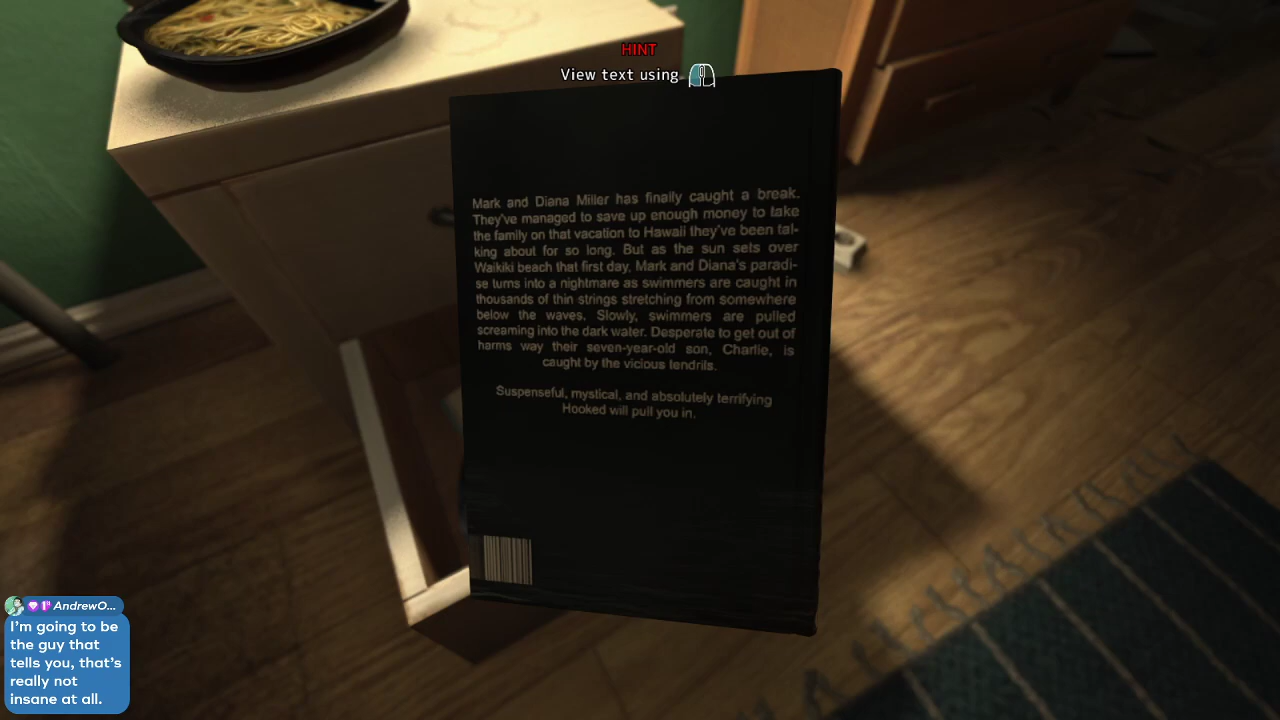 HINT
View text using
Mark and Diana Miller has finally caught a break.
They've managed to save up enough money to take
the family on that vacation to Hawaii they've been tal-
king about for so long. But as the sun sets over
Waikiki beach that first day, Mark and Diana's paradi-
se turns into a nightmare as swimmers are caught in
thousands of thin strings stretching from somewhere
below the waves. Slowly, swimmers are pulled
screaming into the dark water. Desperate to get out of
harms way their seven-year-old son, Charlie, is
caught by the vicious tendrils.
Suspenseful, mystical, and absolutely terrifying
Hooked will pull you in.
AndrewO...
I'm going to be
the guy that
tells you, that's
really not
insane at all.